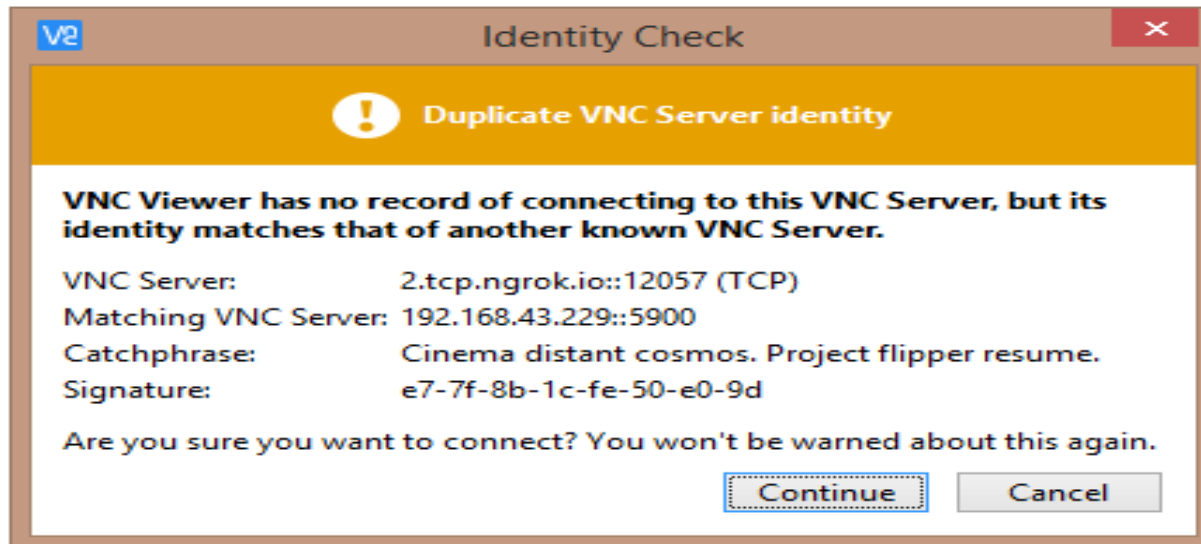 V2 Identity Check
! Duplicate VNC Server identity
VNC Viewer has no record of connecting to this VNC Server, but its
identity matches that of another known VNC Server.
VNC Server: 2.tcp.ngrok.io::12057 (TCP)
Matching VNC Server: 192.168.43.229::5900
Catchphrase: Cinema distant cosmos. Project flipper resume.
Signature: e7-7f-8b-1c-fe-50-e0-9d
Are you sure you want to connect? You won't be warned about this again.
Continue Cancel